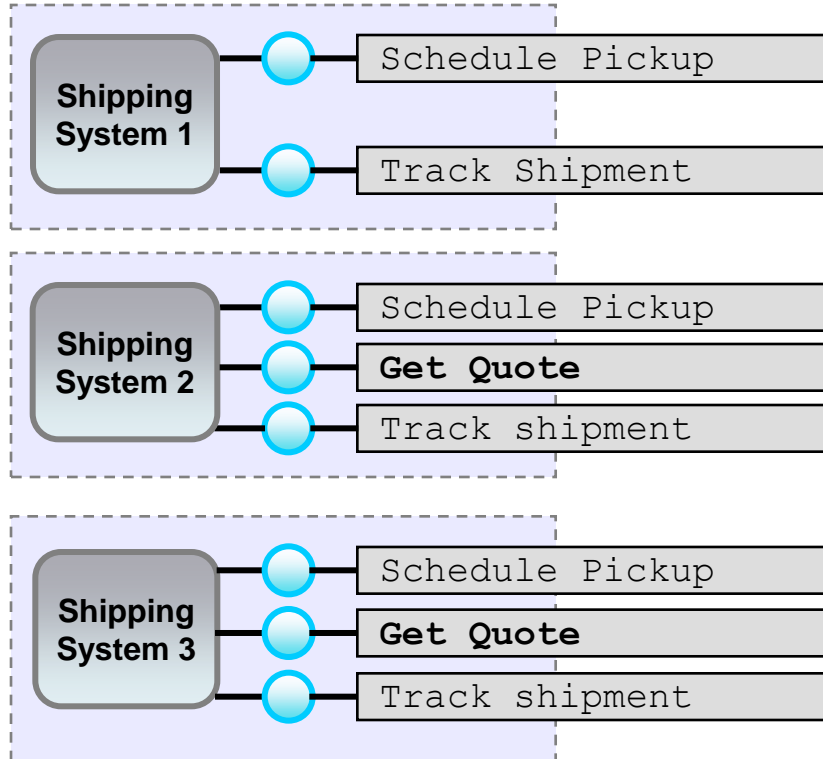 Shipping
System 1
Schedule Pickup
Track Shipment
Shipping
System 2
Schedule Pickup
Get Quote
Track shipment
Shipping
System 3
Schedule Pickup
Get Quote
Track shipment